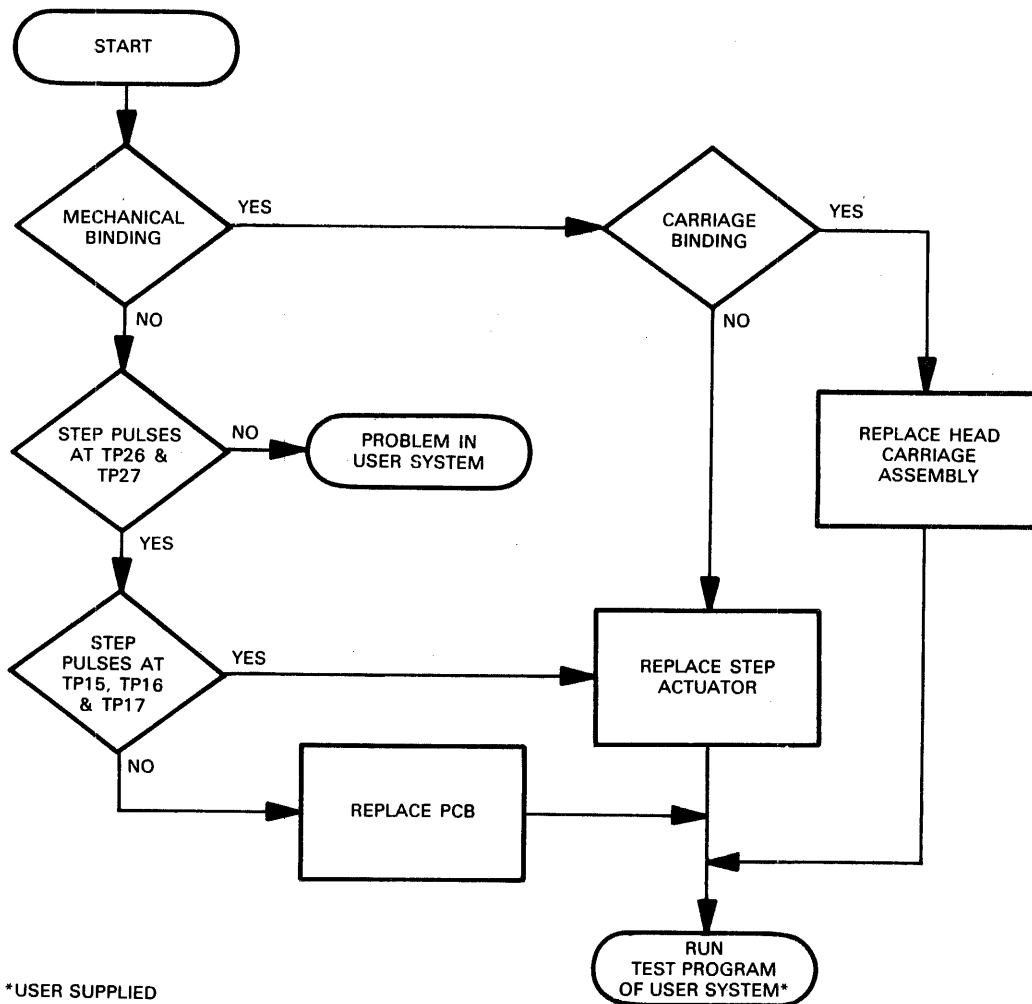 START
MECHANICAL
BINDING
YES
NO
CARRIAGE
BINDING
YES
NO
STEP PULSES
AT TP26 &
TP27
NO
YES
PROBLEM IN
USER SYSTEM
REPLACE HEAD
CARRIAGE
ASSEMBLY
STEP
PULSES AT
TP15, TP16
& TP17
YES
NO
REPLACE STEP
ACTUATOR
REPLACE PCB
RUN
TEST PROGRAM
OF USER SYSTEM*
*USER SUPPLIED